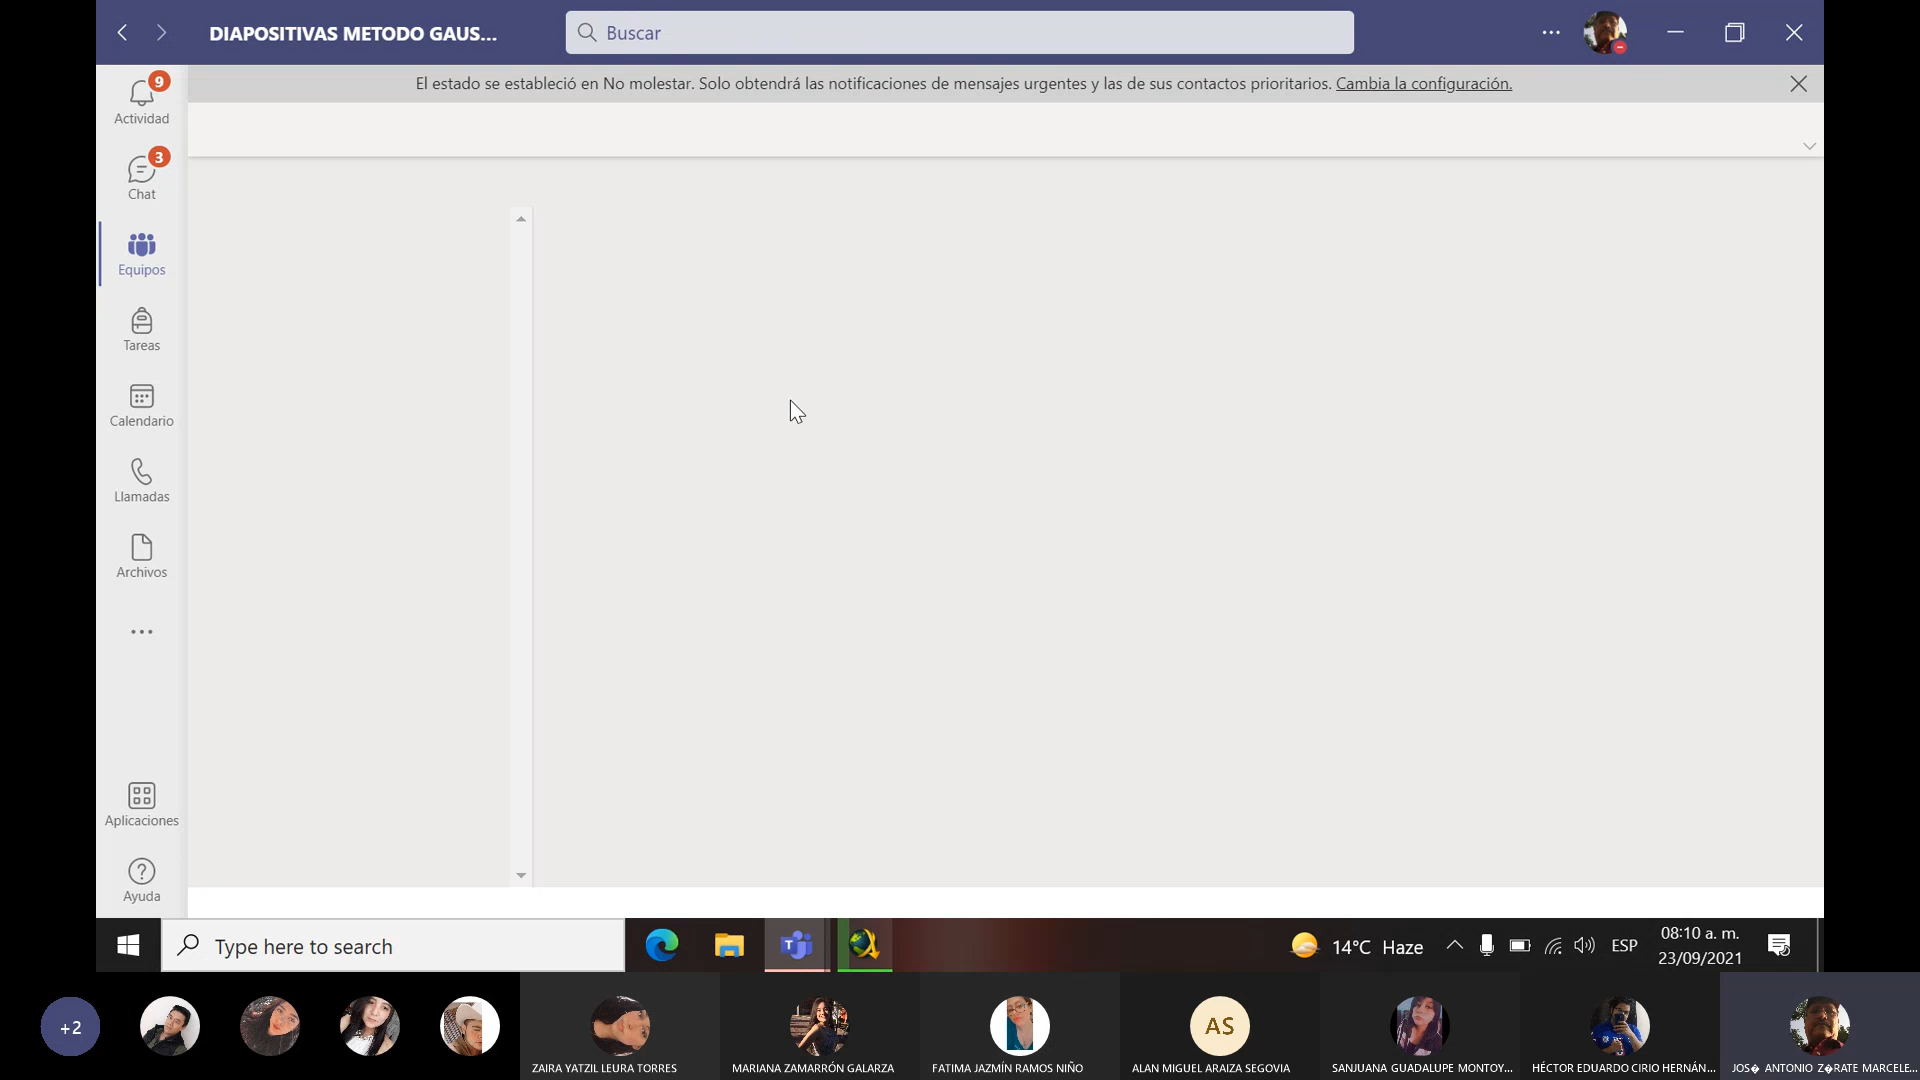 DIAPOSITIVAS METODO GAUS...
Buscar
El estado se estableció en No molestar. Solo obtendrá las notificaciones de mensajes urgentes y las de sus contactos prioritarios. Cambia la configuración.
9
Actividad
3
Chat
Equipos
Tareas
Calendario
Llamadas
Archivos
Aplicaciones
Ayuda
Type here to search
14°C Haze
ESP
08:10 a. m.
23/09/2021
+2
AS
ZAIRA YATZIL LEURA TORRES
MARIANA ZAMARRÓN GALARZA
FATIMA JAZMÍN RAMOS NIÑO
ALAN MIGUEL ARAIZA SEGOVIA
SANJUANA GUADALUPE MONTOY...
HÉCTOR EDUARDO CIRIO HERNÁN...
JOS� ANTONIO Z�RATE MARCELE...